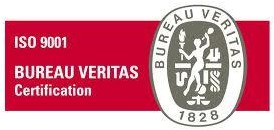 ISO 9001
BUREAU VERITAS
Certification
BUREAU VERITAS
1828